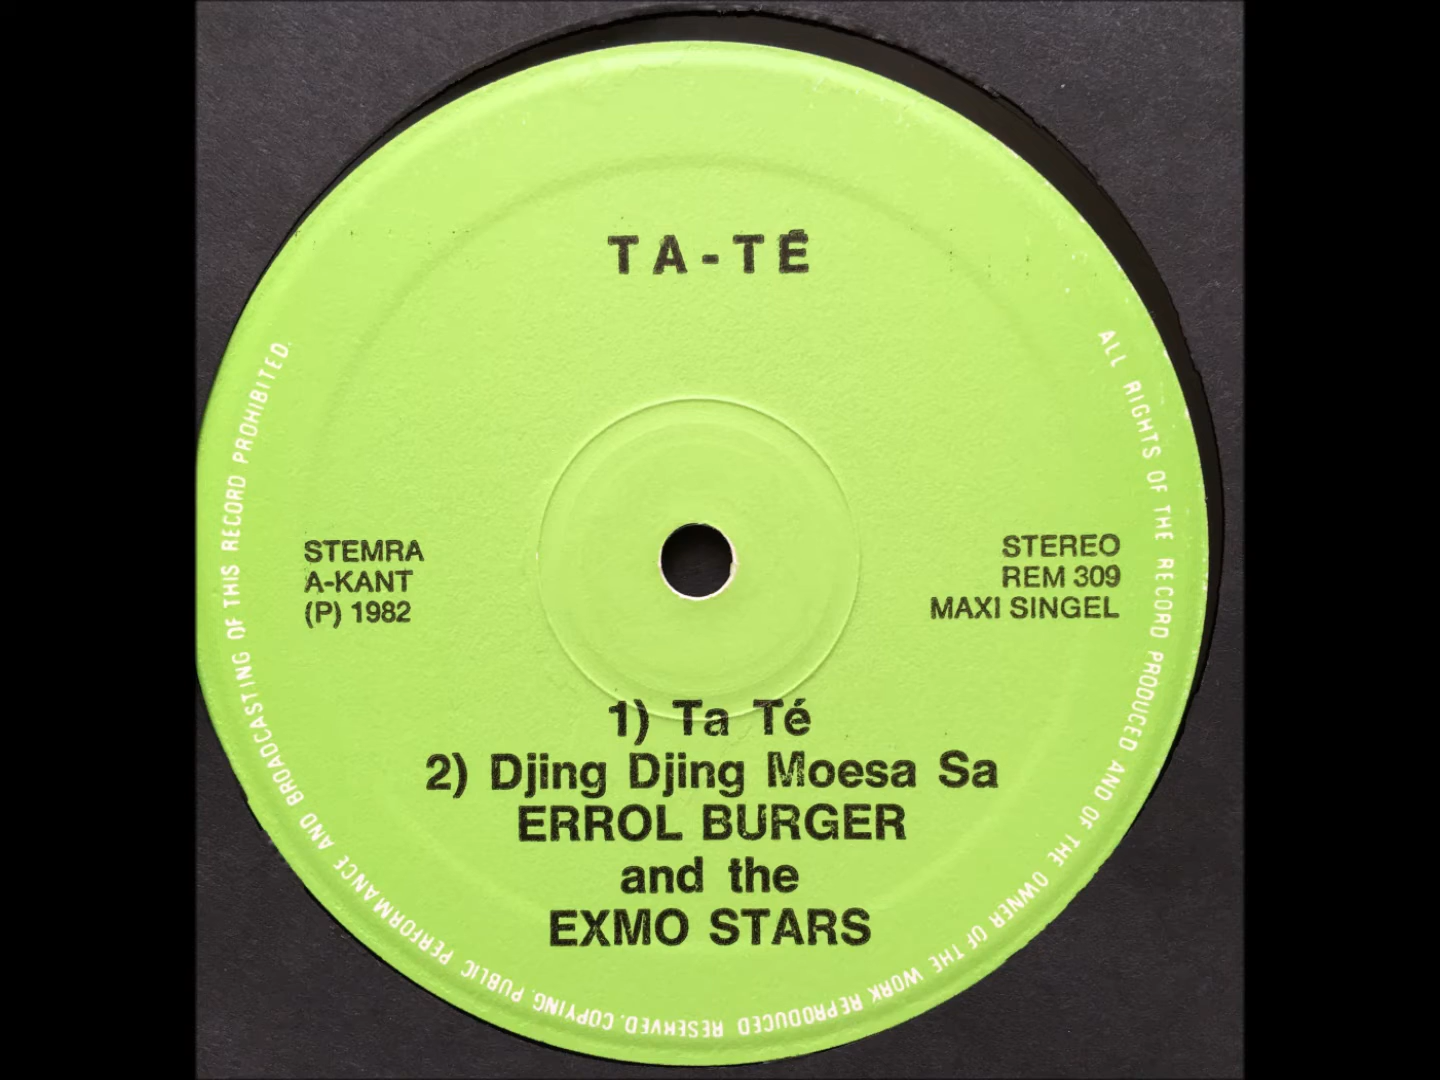 TA-TÉ
STEMRA
A-KANT
(P) 1982
STEREO
REM 309
MAXI SINGEL
1) Ta Té
2) Djing Djing Moesa Sa
ERROL BURGER
and the
EXMO STARS
ALL RIGHTS OF THE RECORD PRODUCED AND OF THE OWNER OF THE WORK REPRODUCED RESERVED. COPYING, PUBLIC PERFORMANCE AND BROADCASTING OF THIS RECORD PROHIBITED.